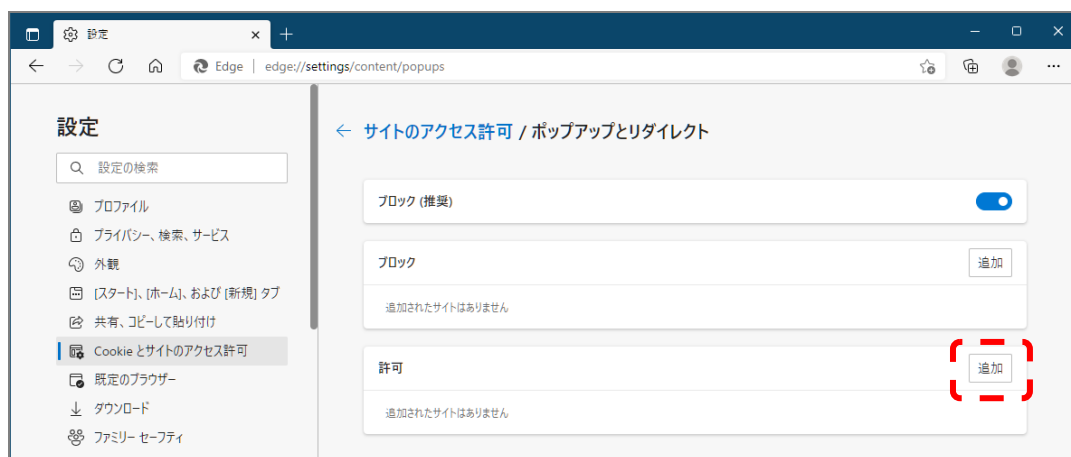 設定
Edge | edge://settings/content/popups
設定
設定の検索
プロファイル
プライバシー、検索、サービス
外観
[スタート]、[ホーム]、および [新規] タブ
共有、コピーして貼り付け
Cookie とサイトのアクセス許可
既定のブラウザー
ダウンロード
ファミリー セーフティ
サイトのアクセス許可 / ポップアップとリダイレクト
ブロック (推奨)
ブロック
追加
追加されたサイトはありません
許可
追加
追加されたサイトはありません